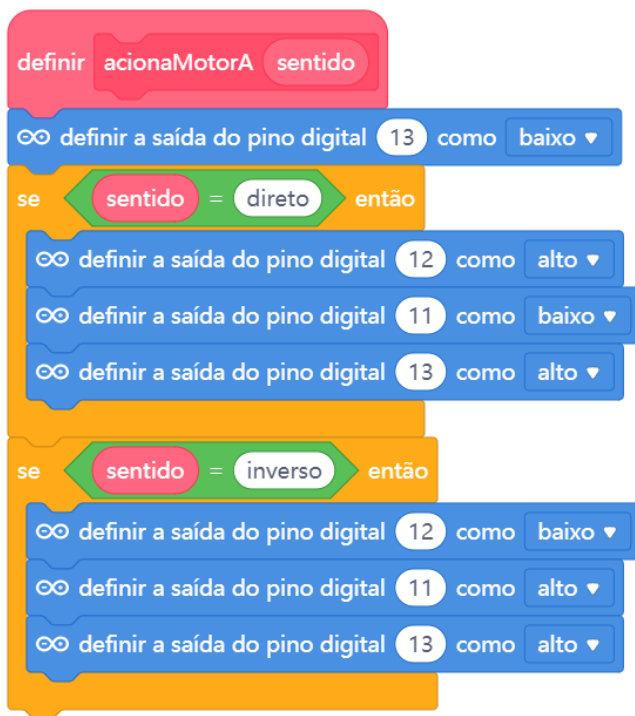 definir acionaMotorA sentido
definir a saída do pino digital 13 como baixo
se sentido = direto então
definir a saída do pino digital 12 como alto
definir a saída do pino digital 11 como baixo
definir a saída do pino digital 13 como alto
se sentido = inverso então
definir a saída do pino digital 12 como baixo
definir a saída do pino digital 11 como alto
definir a saída do pino digital 13 como alto